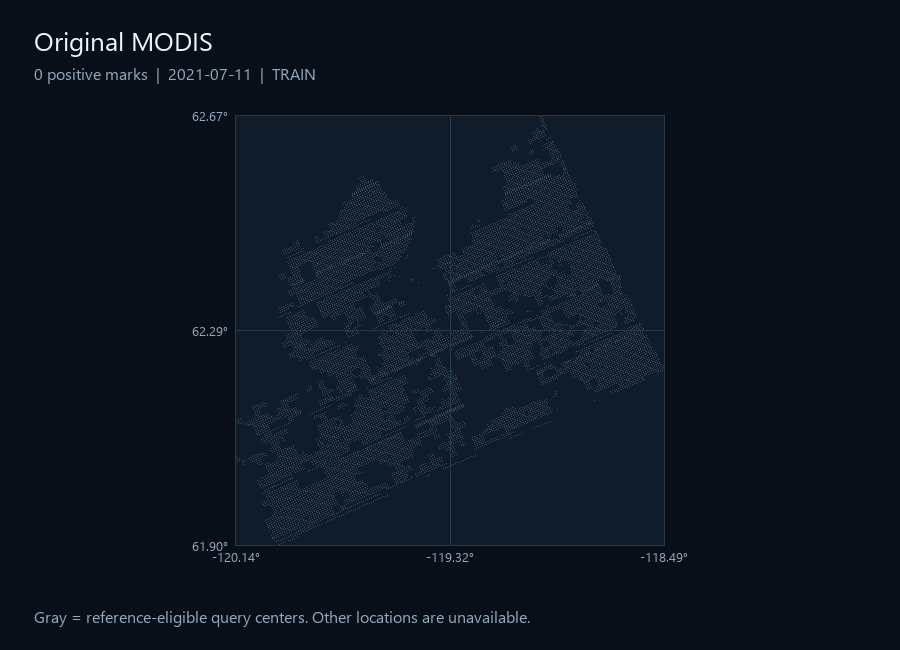 Original MODIS
0 positive marks | 2021-07-11 | TRAIN
62.67°
62.29°
61.90°
-120.14°
-119.32°
-118.49°
Gray = reference-eligible query centers. Other locations are unavailable.